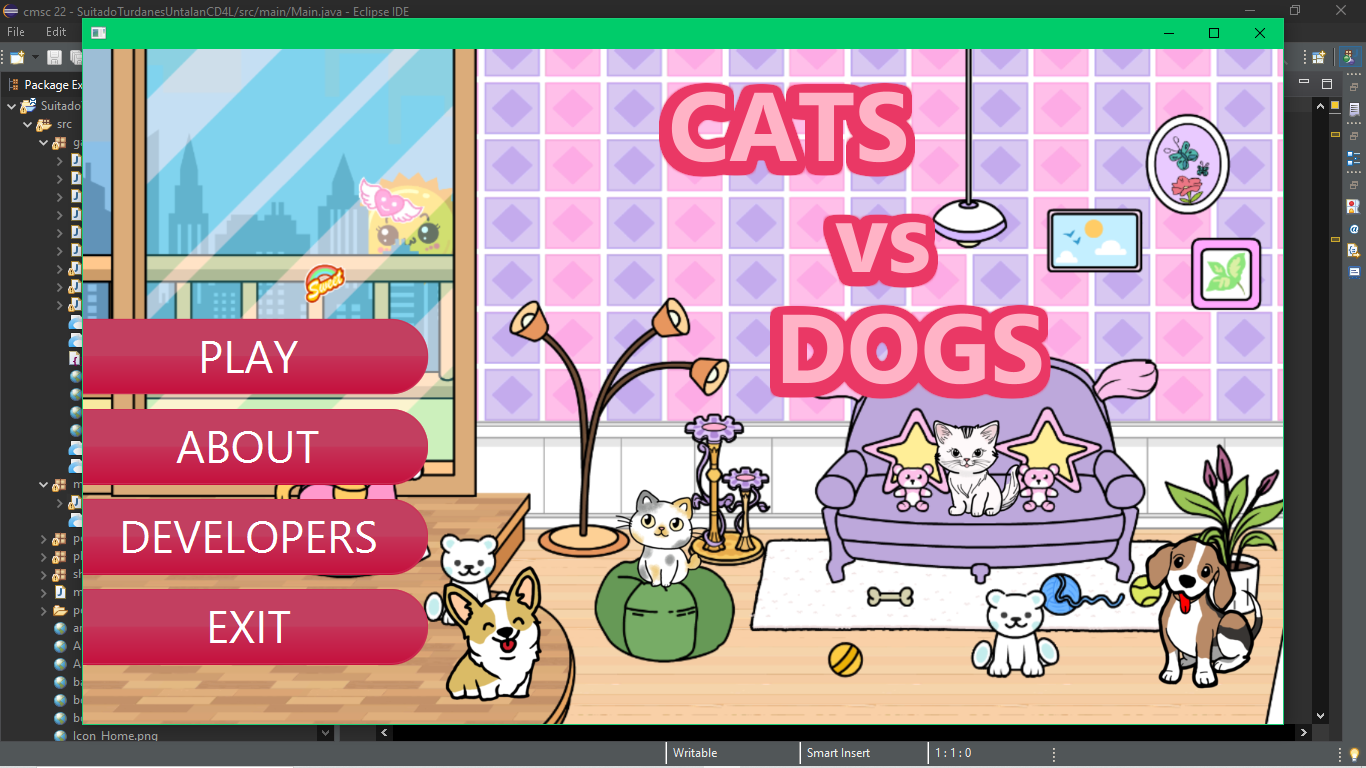 cmsc 22 - SuitadoTurdanesUntalanCD4L/src/main/Main.java - Eclipse IDE
File Edit
Package Ex
Suitado
src
CATS
vs
DOGS
Sweet
PLAY
ABOUT
DEVELOPERS
EXIT
Icon_Home.png
Writable
Smart Insert
1 : 1 : 0